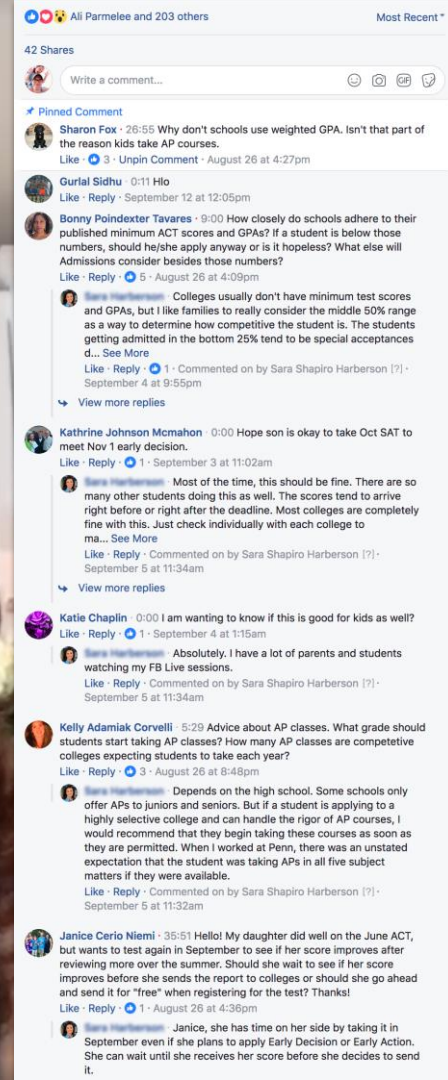 Ali Parmelee and 203 others
Most Recent
42 Shares
Write a comment...
GIF
Pinned Comment
Sharon Fox · 26:55 Why don't schools use weighted GPA. Isn't that part of
the reason kids take AP courses.
Like · 3 · Unpin Comment · August 26 at 4:27pm
Gurlal Sidhu · 0:11 Hlo
Like · Reply · September 12 at 12:05pm
Bonny Poindexter Tavares · 9:00 How closely do schools adhere to their
published minimum ACT scores and GPAs? If a student is below those
numbers, should he/she apply anyway or is it hopeless? What else will
Admissions consider besides those numbers?
Like · Reply · 5 · August 26 at 4:09pm
· Colleges usually don't have minimum test scores
and GPAs, but I like families to really consider the middle 50% range
as a way to determine how competitive the student is. The students
getting admitted in the bottom 25% tend to be special acceptances
d... See More
Like · Reply · 1 · Commented on by Sara Shapiro Harberson [?] ·
September 4 at 9:55pm
View more replies
Kathrine Johnson Mcmahon · 0:00 Hope son is okay to take Oct SAT to
meet Nov 1 early decision.
Like · Reply · 1 · September 3 at 11:02am
· Most of the time, this should be fine. There are so
many other students doing this as well. The scores tend to arrive
right before or right after the deadline. Most colleges are completely
fine with this. Just check individually with each college to
ma... See More
Like · Reply · Commented on by Sara Shapiro Harberson [?] ·
September 5 at 11:34am
View more replies
Katie Chaplin · 0:00 I am wanting to know if this is good for kids as well?
Like · Reply · 1 · September 4 at 1:15am
· Absolutely. I have a lot of parents and students
watching my FB Live sessions.
Like · Reply · Commented on by Sara Shapiro Harberson [?] ·
September 5 at 11:34am
Kelly Adamiak Corvelli · 5:29 Advice about AP classes. What grade should
students start taking AP classes? How many AP classes are competetive
colleges expecting students to take each year?
Like · Reply · 3 · August 26 at 8:48pm
· Depends on the high school. Some schools only
offer APs to juniors and seniors. But if a student is applying to a
highly selective college and can handle the rigor of AP courses, I
would recommend that they begin taking these courses as soon as
they are permitted. When I worked at Penn, there was an unstated
expectation that the student was taking APs in all five subject
matters if they were available.
Like · Reply · Commented on by Sara Shapiro Harberson [?] ·
September 5 at 11:32am
Janice Cerio Niemi · 35:51 Hello! My daughter did well on the June ACT,
but wants to test again in September to see if her score improves after
reviewing more over the summer. Should she wait to see if her score
improves before she sends the report to colleges or should she go ahead
and send it for "free" when registering for the test? Thanks!
Like · Reply · 1 · August 26 at 4:36pm
· Janice, she has time on her side by taking it in
September even if she plans to apply Early Decision or Early Action.
She can wait until she receives her score before she decides to send
it.